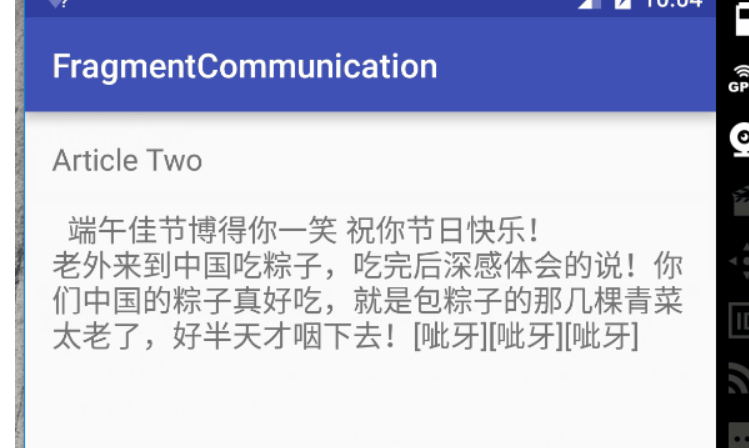 FragmentCommunication
Article Two
端午佳节博得你一笑 祝你节日快乐！
老外来到中国吃粽子，吃完后深感体会的说！你
们中国的粽子真好吃，就是包粽子的那几棵青菜
太老了，好半天才咽下去！[呲牙][呲牙][呲牙]